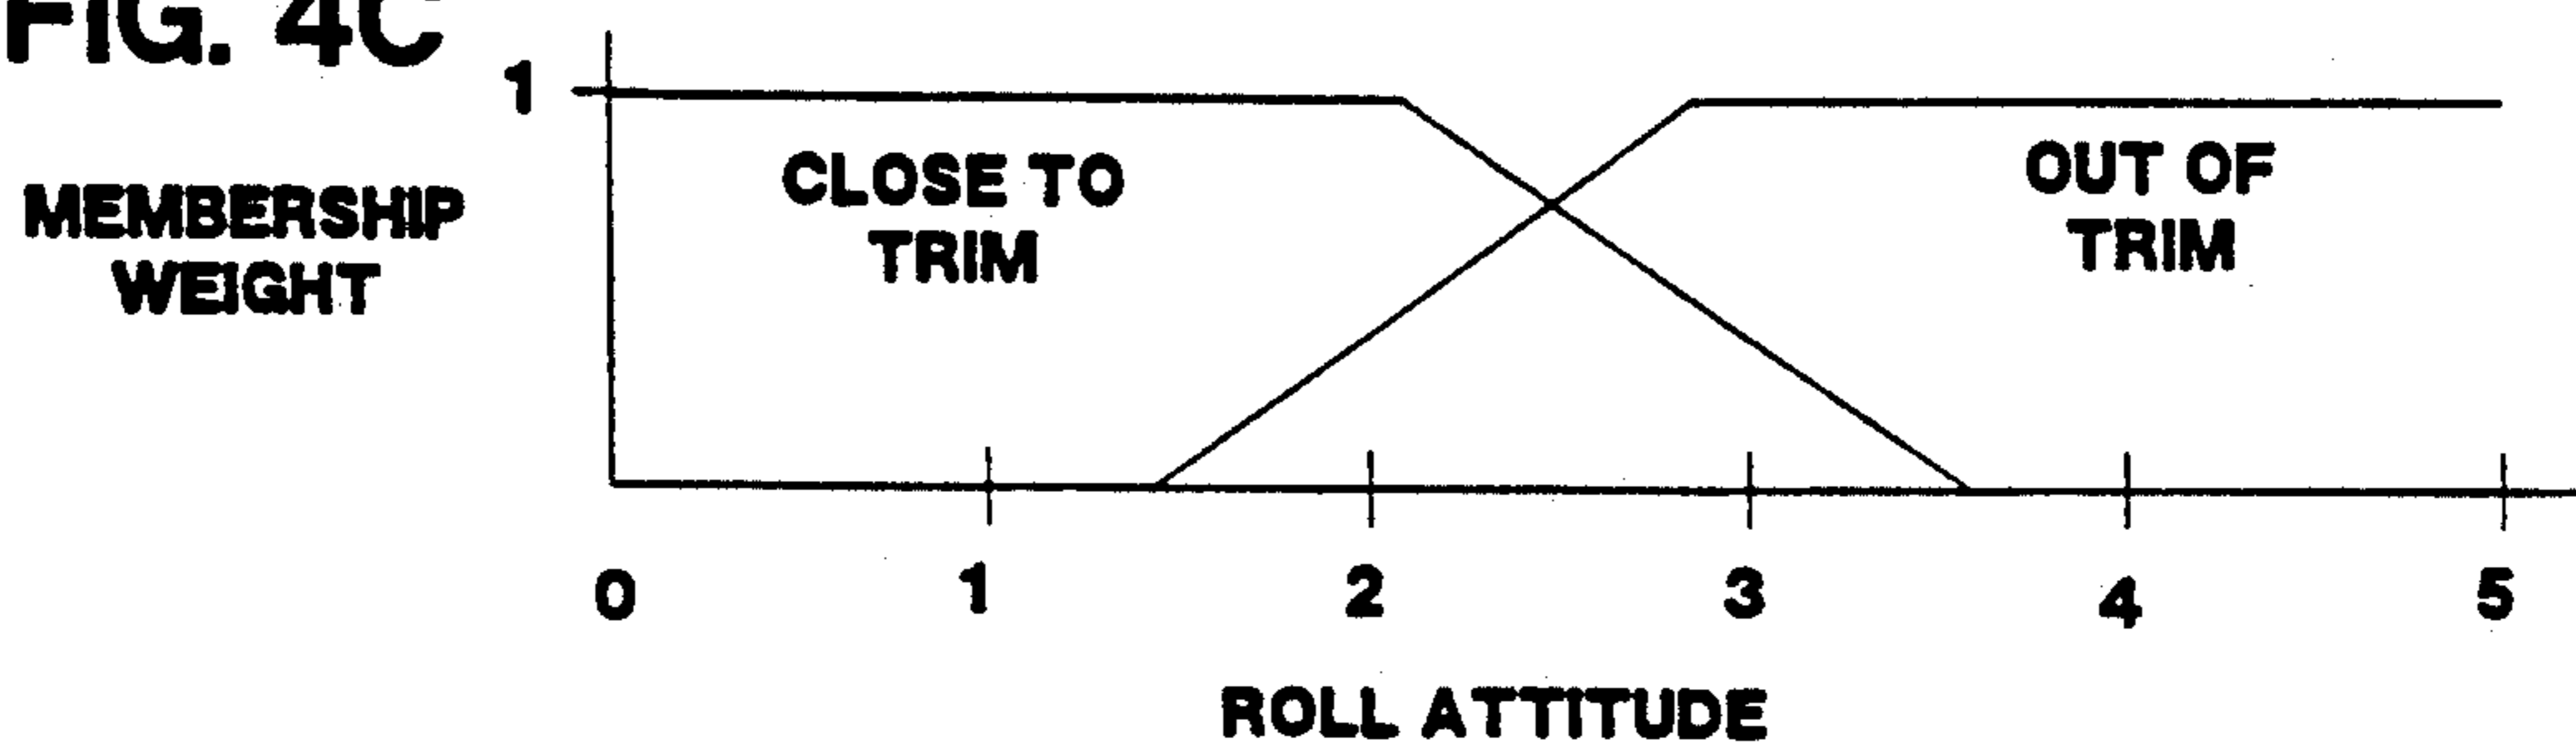 FIG. 4C
1
MEMBERSHIP
WEIGHT
CLOSE TO
TRIM
OUT OF
TRIM
0 1 2 3 4 5
ROLL ATTITUDE